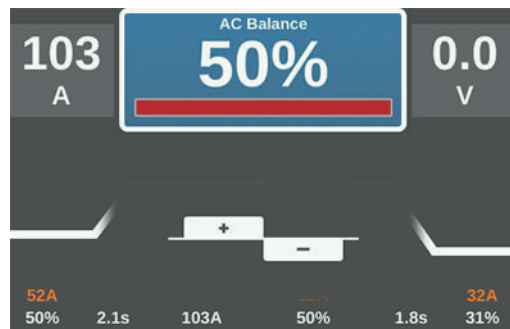 AC Balance
103 50% 0.0
A V
+
−
52A 32A
50% 2.1s 103A 50% 1.8s 31%